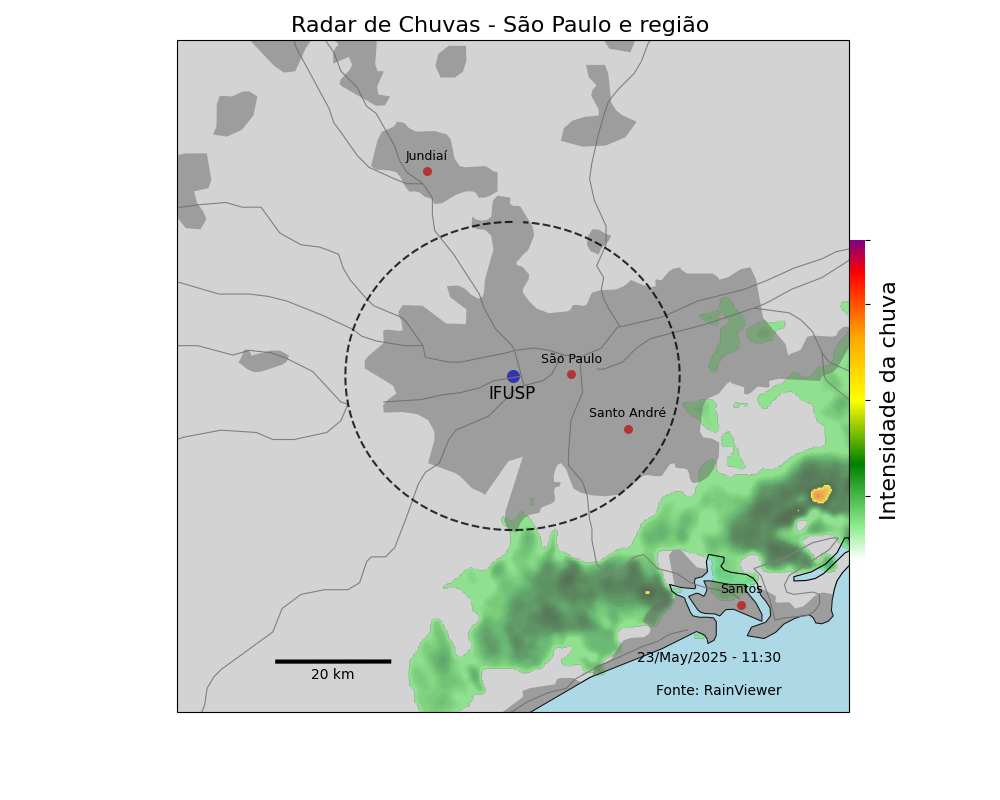 Radar de Chuvas - São Paulo e região
Jundiaí
São Paulo
IFUSP
Santo André
Intensidade da chuva
Santos
23/May/2025 - 11:30
20 km
Fonte: RainViewer